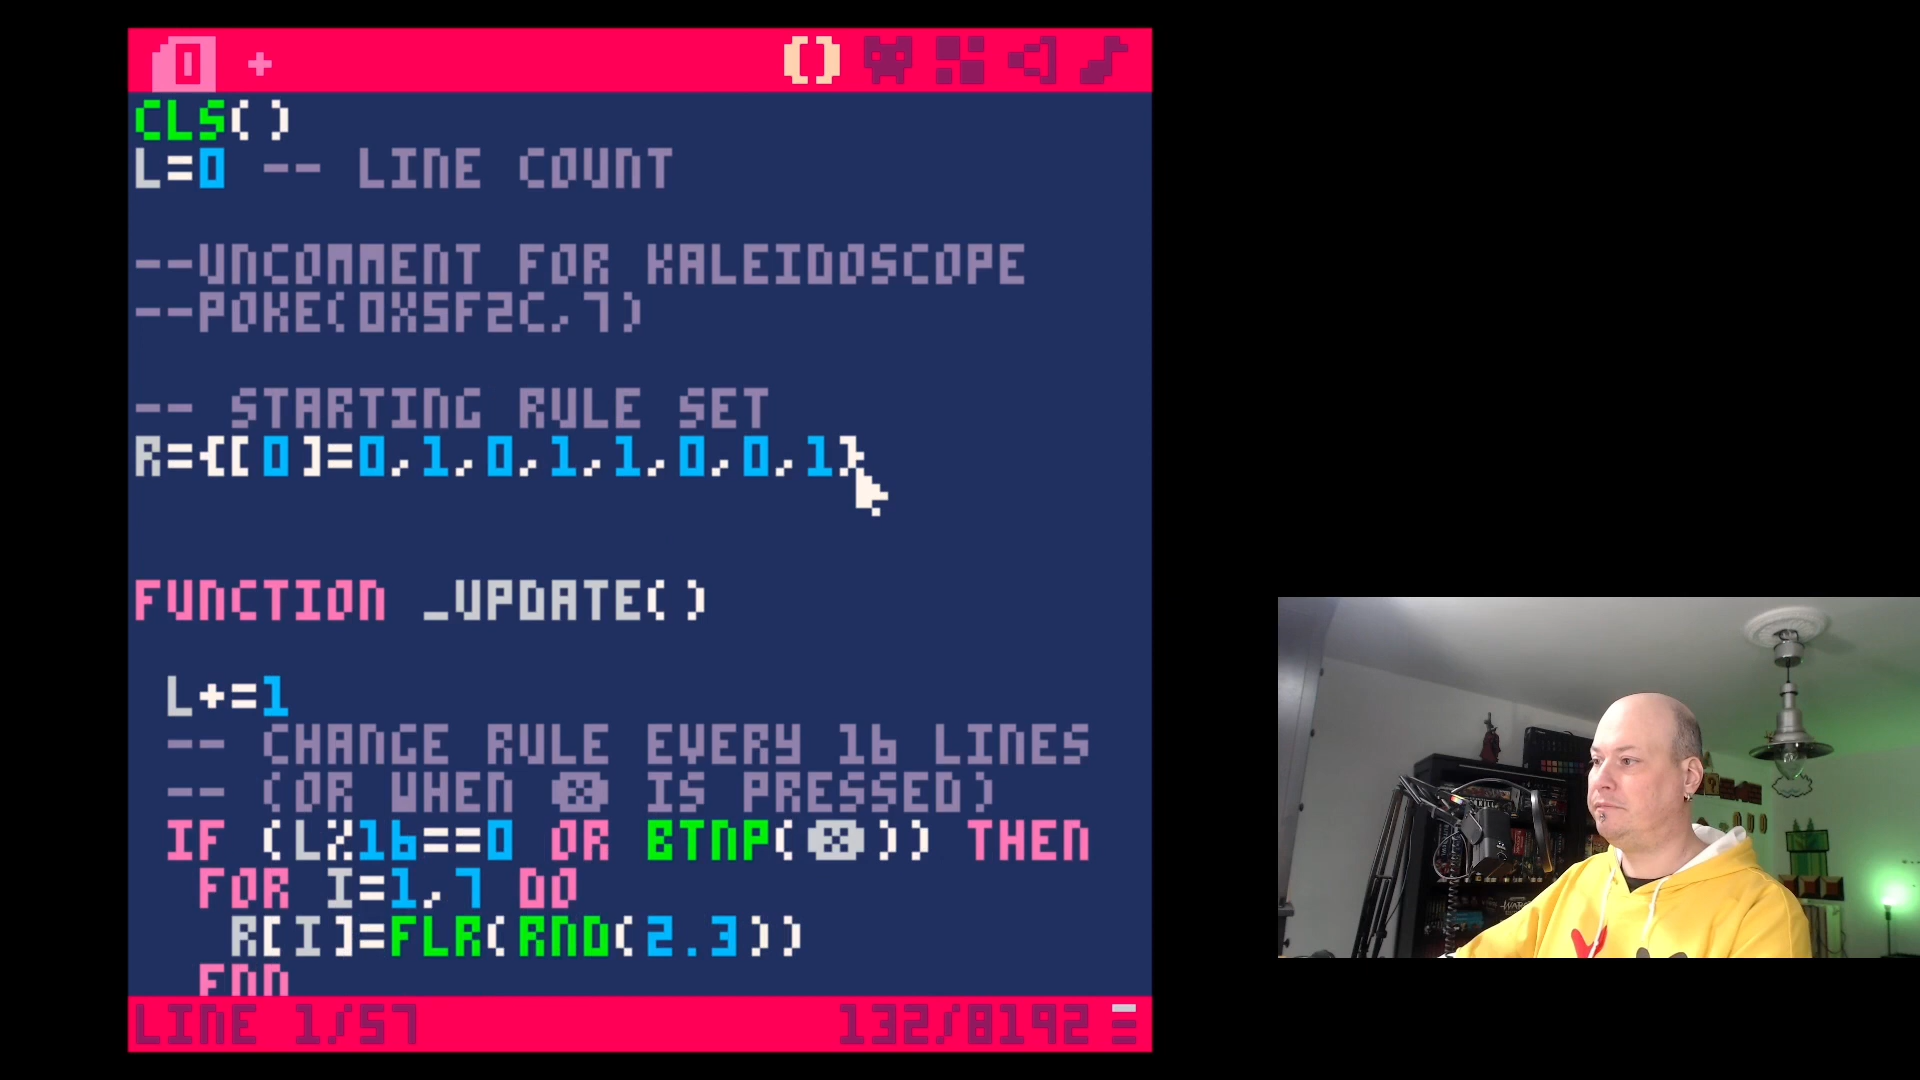 0 +
CLS()
L=0 -- LINE COUNT
--UNCOMMENT FOR KALEIDOSCOPE
--POKE(0X5F2C,7)
-- STARTING RULE SET
R={[0]=0,1,0,1,1,0,0,1}
FUNCTION _UPDATE()
L+=1
-- CHANGE RULE EVERY 16 LINES
-- (OR WHEN ❎ IS PRESSED)
IF (L%16==0 OR BTNP(❎)) THEN
FOR I=1,7 DO
R[I]=FLR(RND(2.3))
END
LINE 1/57 132/8192